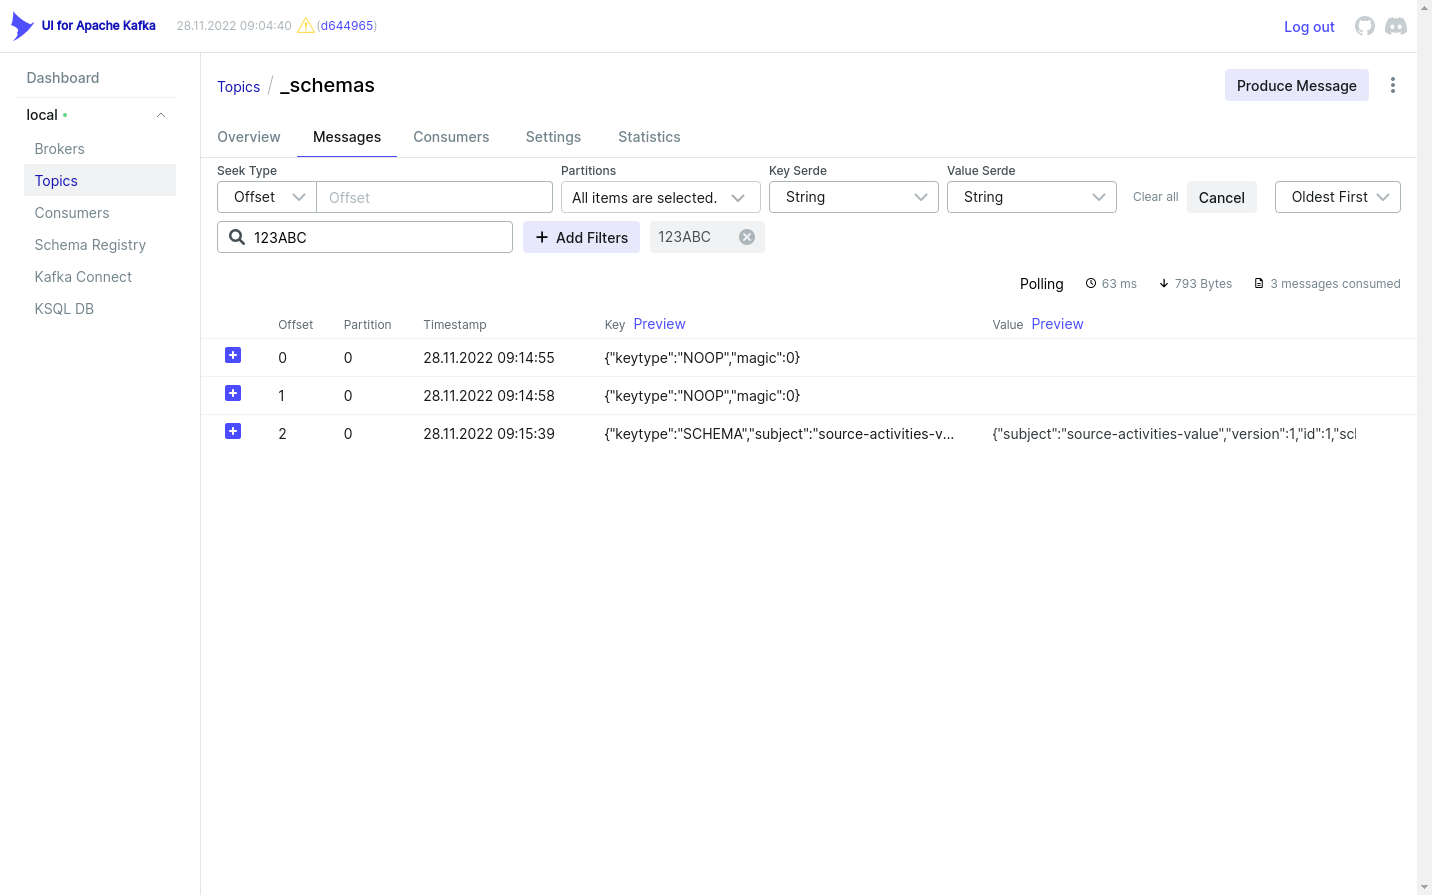 UI for Apache Kafka 28.11.2022 09:04:40 (d644965) Log out
Dashboard
local
Brokers
Topics
Consumers
Schema Registry
Kafka Connect
KSQL DB
Topics / _schemas Produce Message
Overview Messages Consumers Settings Statistics
Seek Type Partitions Key Serde Value Serde
Offset Offset All items are selected. String String Clear all Cancel Oldest First
123ABC Add Filters 123ABC
Polling 63 ms 793 Bytes 3 messages consumed
Offset Partition Timestamp Key Preview Value Preview
0 0 28.11.2022 09:14:55 {"keytype":"NOOP","magic":0}
1 0 28.11.2022 09:14:58 {"keytype":"NOOP","magic":0}
2 0 28.11.2022 09:15:39 {"keytype":"SCHEMA","subject":"source-activities-v... {"subject":"source-activities-value","version":1,"id":1,"scl